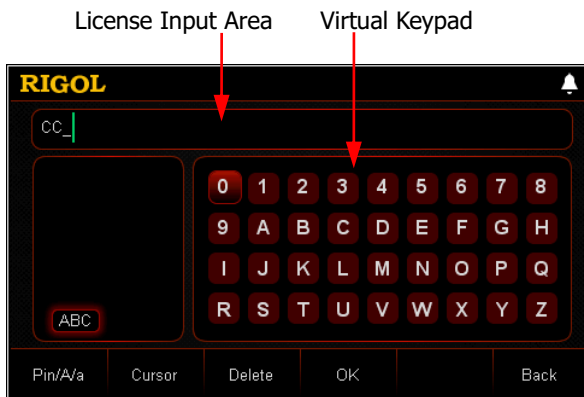 License Input Area Virtual Keypad
RIGOL
CC_
0 1 2 3 4 5 6 7 8
9 A B C D E F G H
I J K L M N O P Q
R S T U V W X Y Z
ABC
Pin/A/a Cursor Delete OK Back